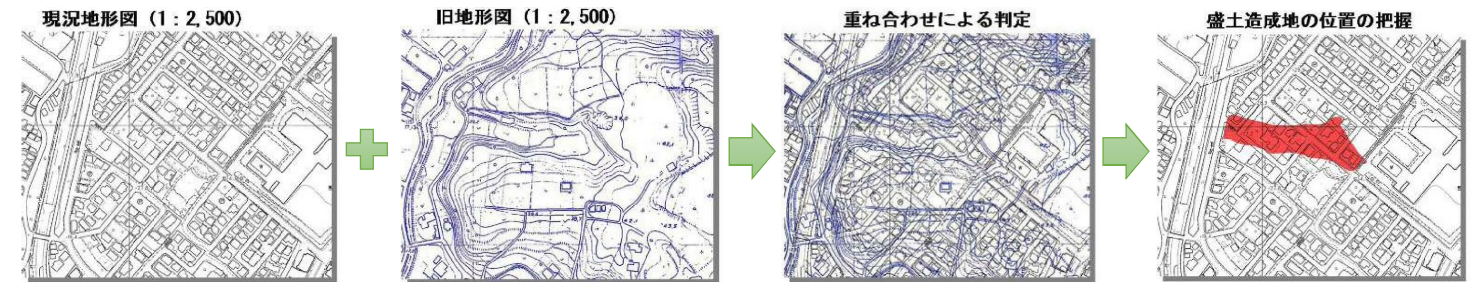 現況地形図（1：2,500）
旧地形図（1：2,500）
重ね合わせによる判定
盛土造成地の位置の把握